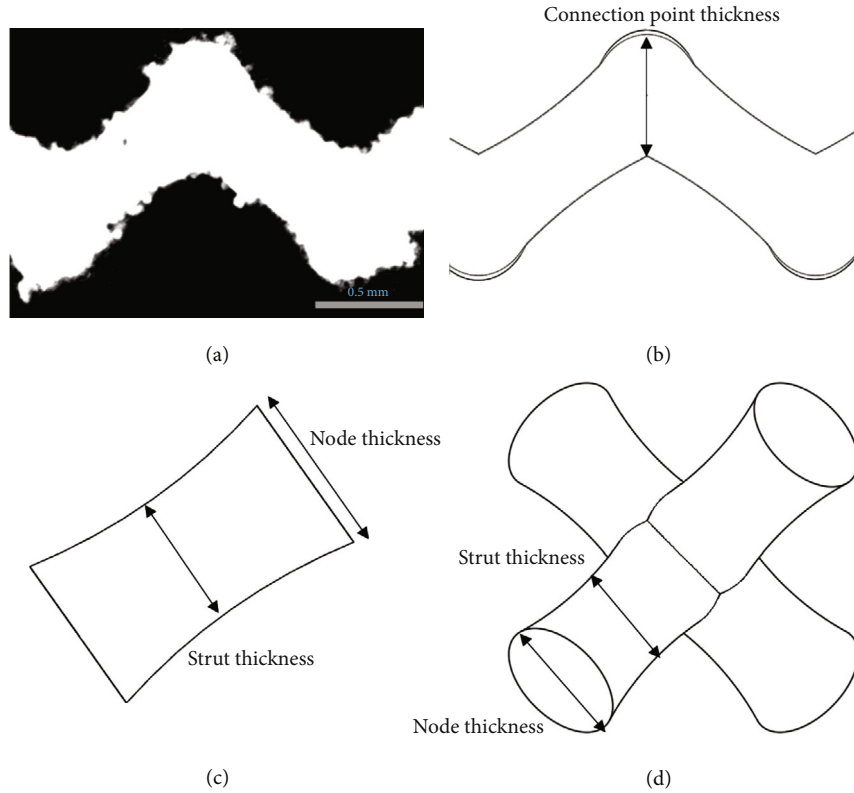 Connection point thickness
0.5 mm
(a)
(b)
Node thickness
Strut thickness
(c)
Strut thickness
Node thickness
(d)